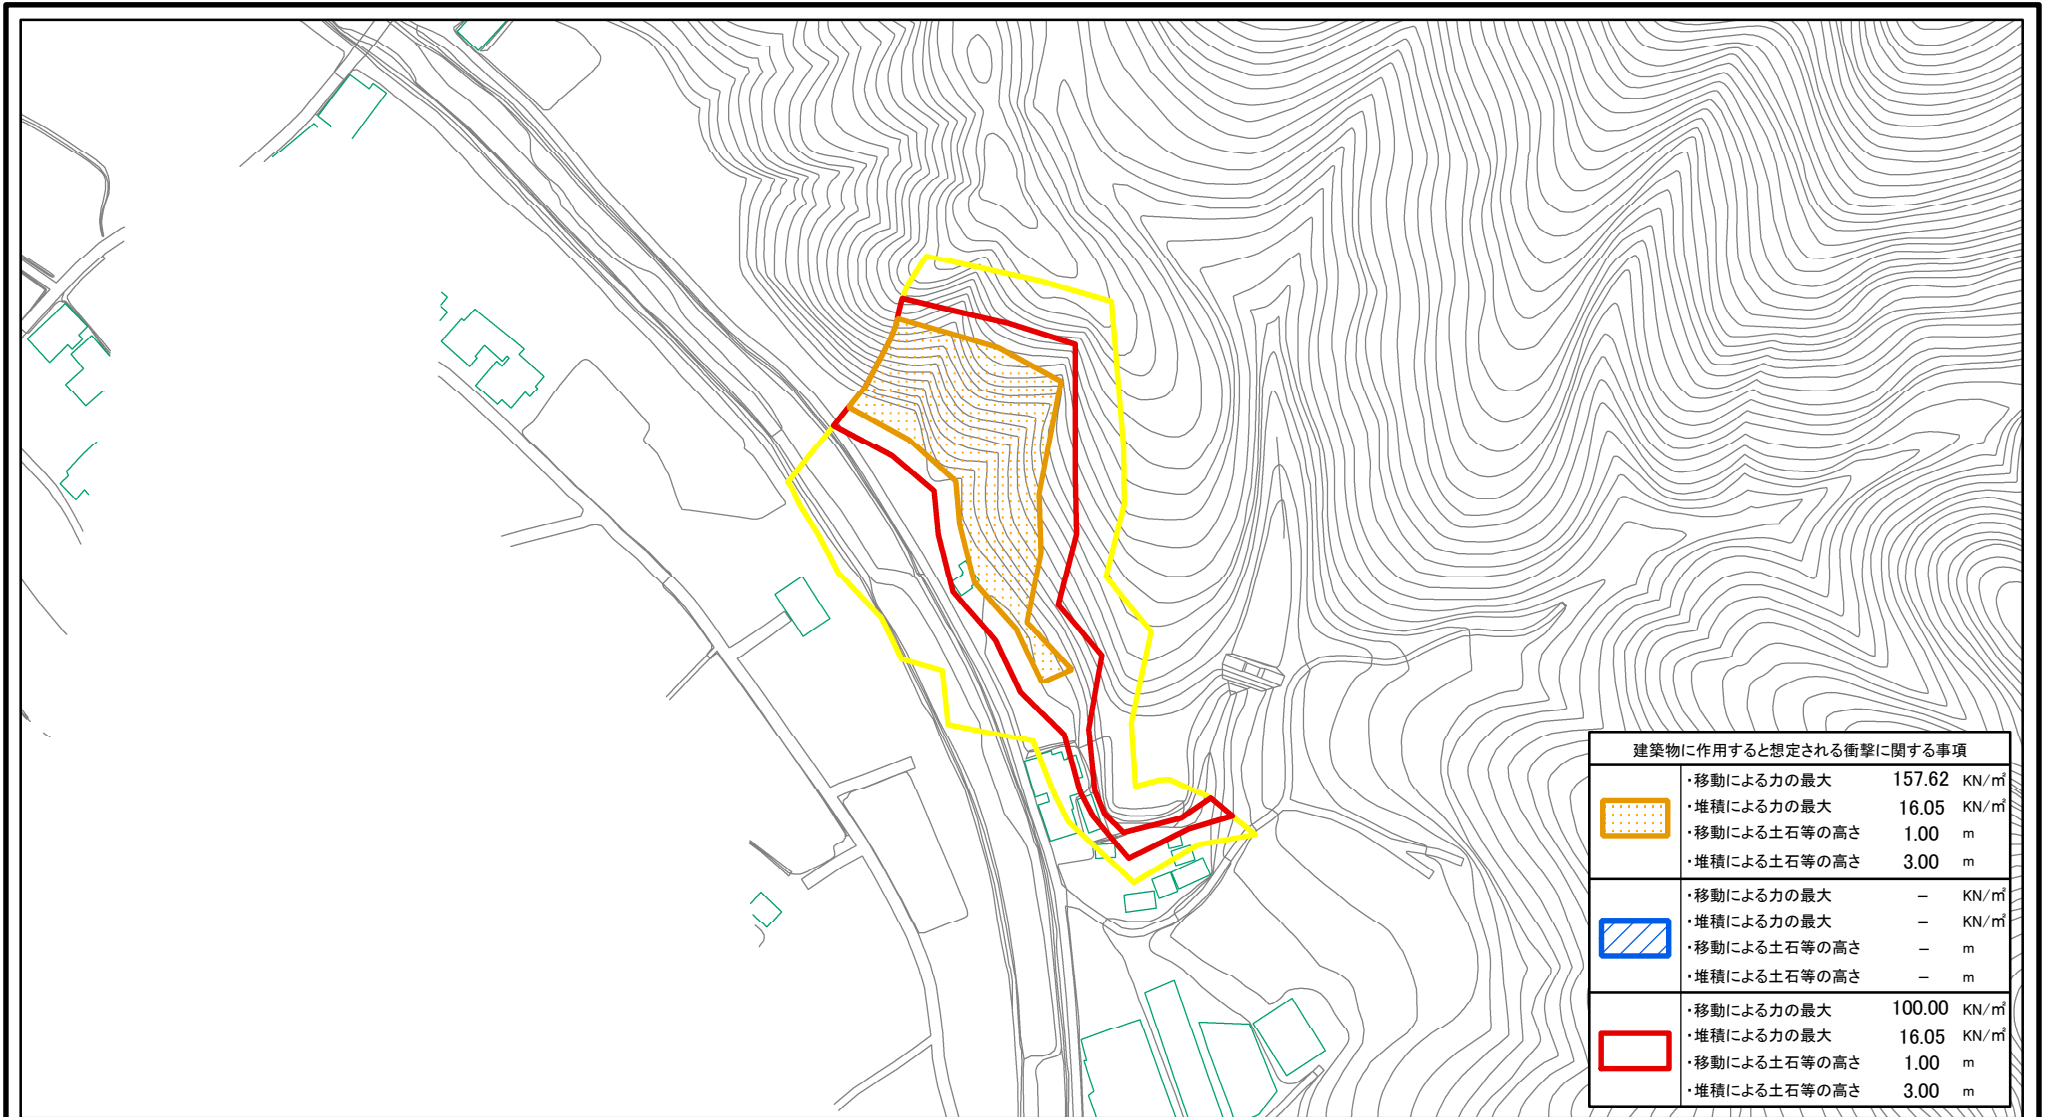 建築物に作用すると想定される衝撃に関する事項
・移動による力の最大 157.62 KN/㎡
・堆積による力の最大 16.05 KN/㎡
・移動による土石等の高さ 1.00 m
・堆積による土石等の高さ 3.00 m
・移動による力の最大 － KN/㎡
・堆積による力の最大 － KN/㎡
・移動による土石等の高さ － m
・堆積による土石等の高さ － m
・移動による力の最大 100.00 KN/㎡
・堆積による力の最大 16.05 KN/㎡
・移動による土石等の高さ 1.00 m
・堆積による土石等の高さ 3.00 m